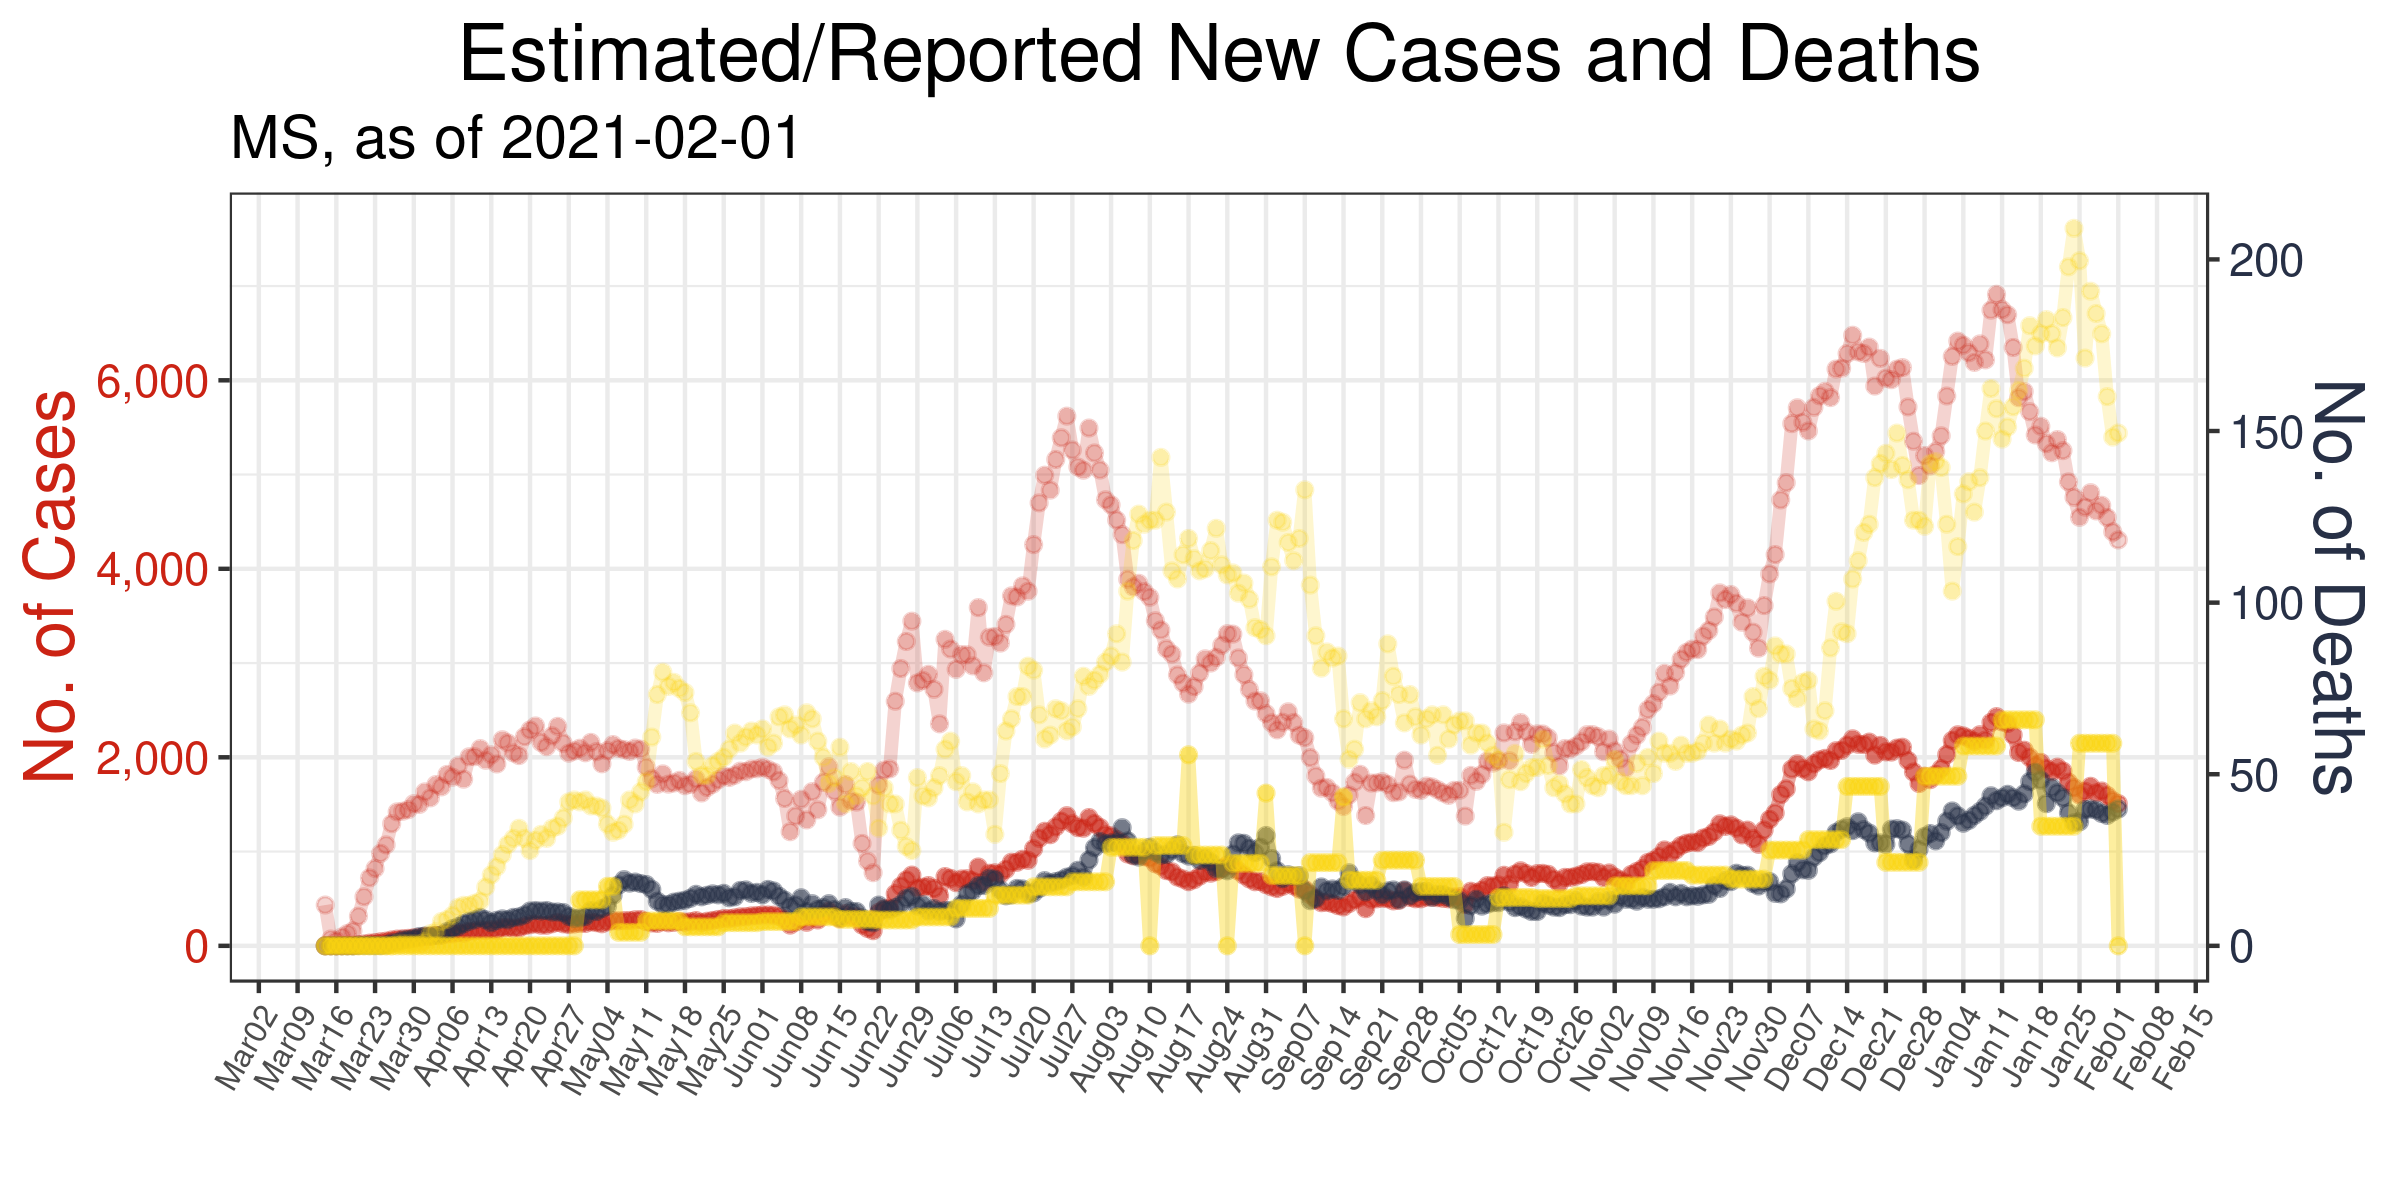 Estimated/Reported New Cases and Deaths
MS, as of 2021-02-01
No. of Cases
6,000
4,000
2,000
0
200
150
100
50
0
No. of Deaths
Mar02
Mar09
Mar16
Mar23
Mar30
Apr06
Apr13
Apr20
Apr27
May04
May11
May18
May25
Jun01
Jun08
Jun15
Jun22
Jun29
Jul06
Jul13
Jul20
Jul27
Aug03
Aug10
Aug17
Aug24
Aug31
Sep07
Sep14
Sep21
Sep28
Oct05
Oct12
Oct19
Oct26
Nov02
Nov09
Nov16
Nov23
Nov30
Dec07
Dec14
Dec21
Dec28
Jan04
Jan11
Jan18
Jan25
Feb01
Feb08
Feb15